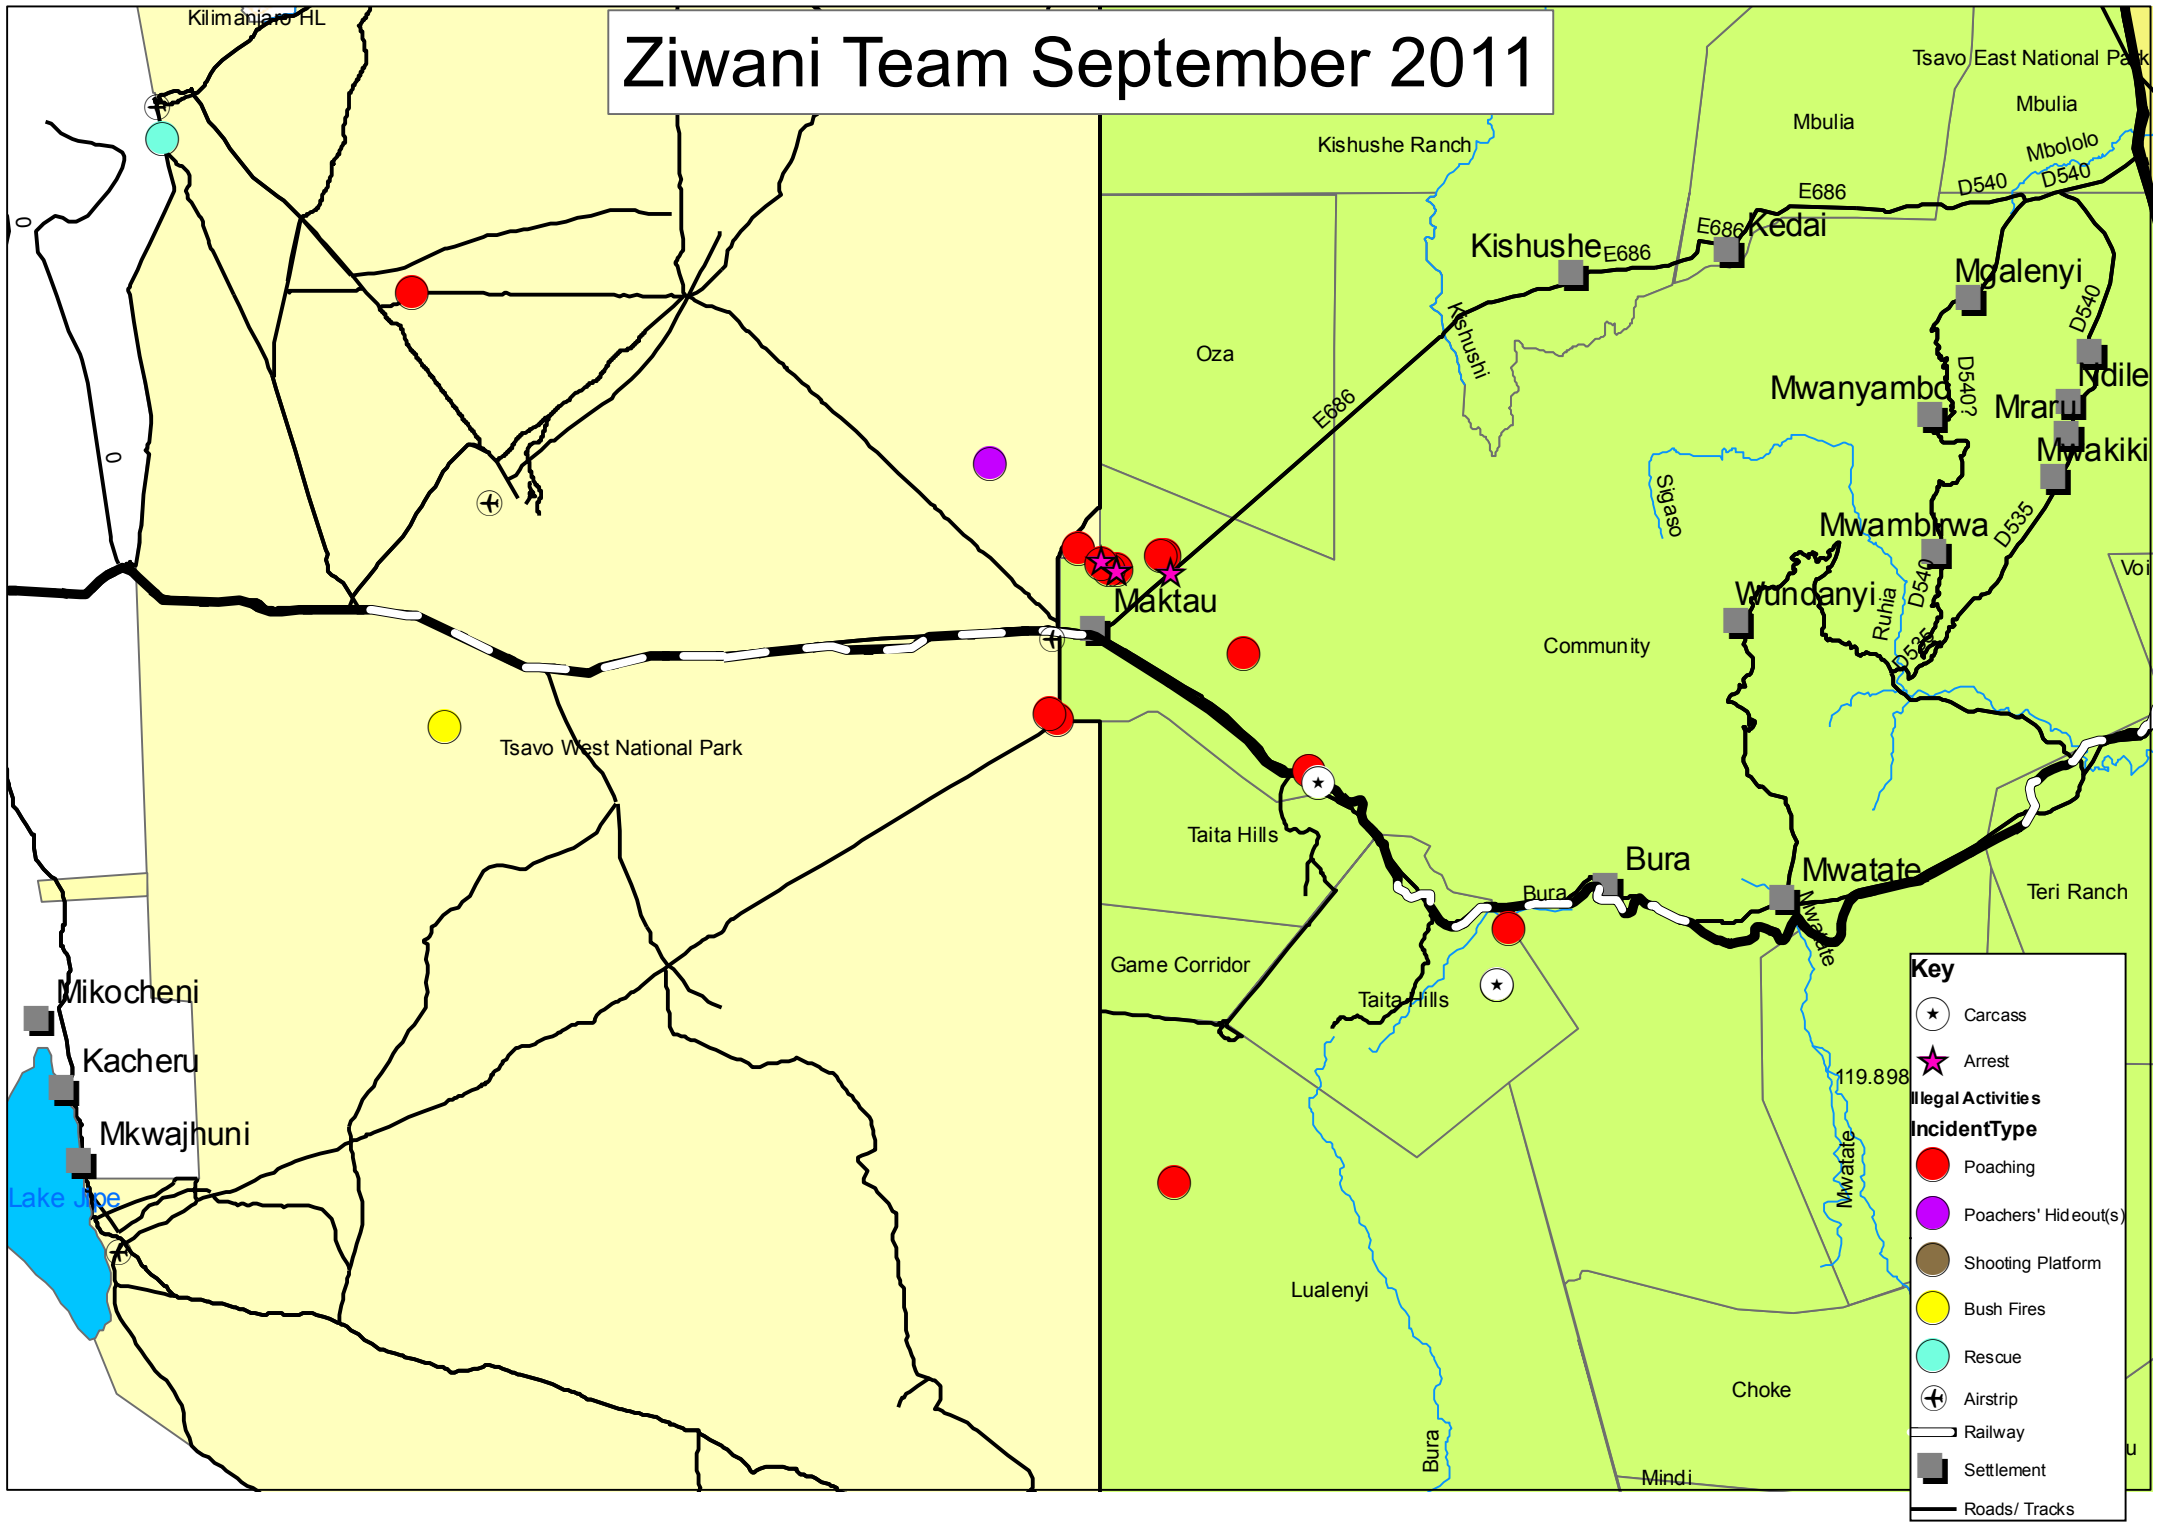 Kilimanjaro HL
Ziwani Team September 2011
Tsavo East National Park
Mbulia
Mbulia
Kishushe Ranch
Mbololo
D540
D540
E686
0
Kedai
E686
Kishushe
E686
Mgalenyi
D540
Kishushi
Oza
Ndile
D540?
Mwanyambo
Mraru
E686
Mwakiki
0
Sigaso
Mwambirwa
D535
Voi
D540
Maktau
Wundanyi
Ruhia
Community
D535
Tsavo West National Park
Taita Hills
Bura
Mwatate
Bura
Teri Ranch
Mwatate
Game Corridor
Taita Hills
Mikocheni
Kacheru
119.898
Mkwajhuni
Mwatate
Lake Jipe
Lualenyi
Choke
Bura
Mindi
u
Key
Carcass
Arrest
Illegal Activities
IncidentType
Poaching
Poachers' Hideout(s)
Shooting Platform
Bush Fires
Rescue
Airstrip
Railway
Settlement
Roads/ Tracks